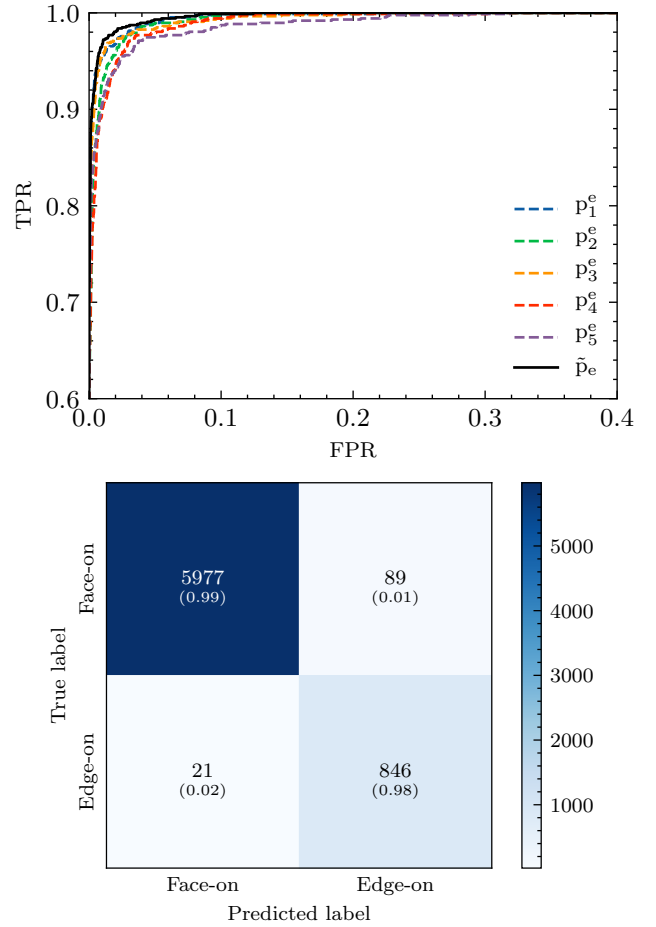 1.0
0.9
0.8
0.7
0.6
TPR
0.0 0.1 0.2 0.3 0.4
FPR
p₁ᵉ
p₂ᵉ
p₃ᵉ
p₄ᵉ
p₅ᵉ
p̃ₑ
True label
Face-on
Edge-on
5977
(0.99)
89
(0.01)
21
(0.02)
846
(0.98)
Face-on Edge-on
Predicted label
5000
4000
3000
2000
1000